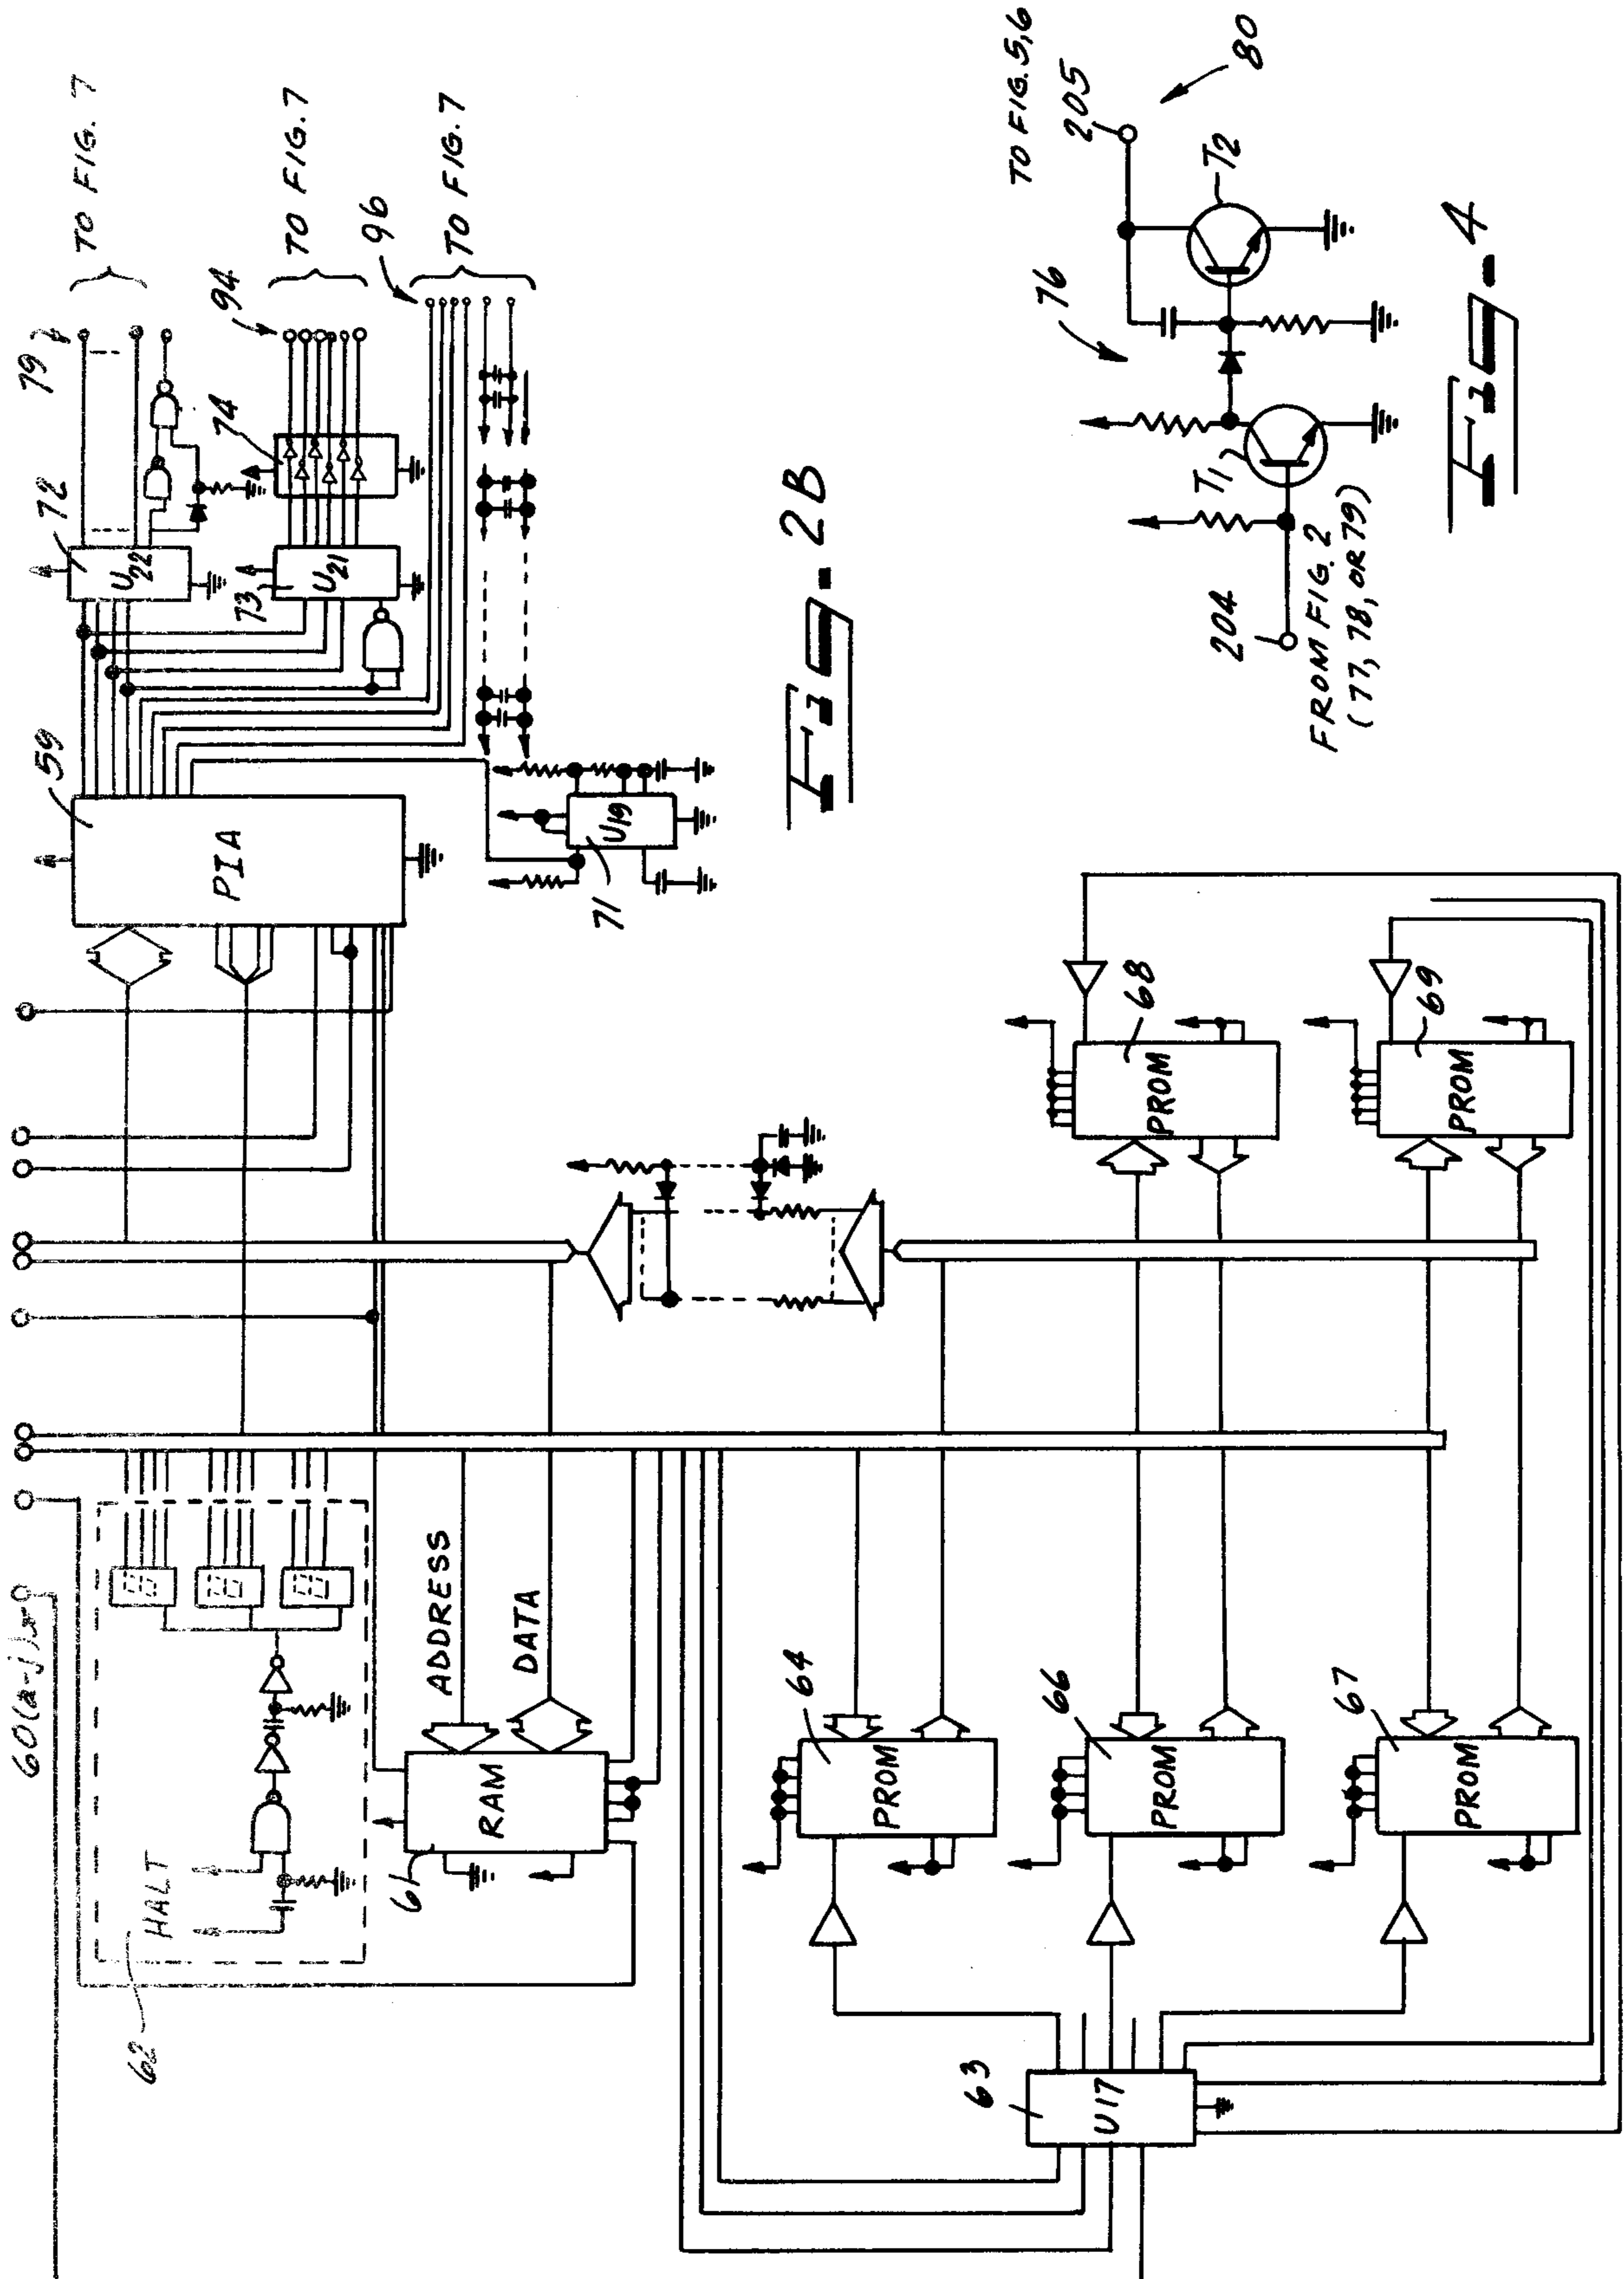 60(a-j)
62
HALT
ADDRESS
DATA
61
RAM
PIA
59
72
U22
79
TO FIG. 7
73
U21
74
94
TO FIG. 7
96
TO FIG. 7
71
U19
Fig. 2B
63
U17
64
PROM
66
PROM
67
PROM
68
PROM
69
PROM
76
TO FIG. 5,6
205
80
T1
T2
204
FROM FIG. 2
(77, 78, OR 79)
Fig. 4